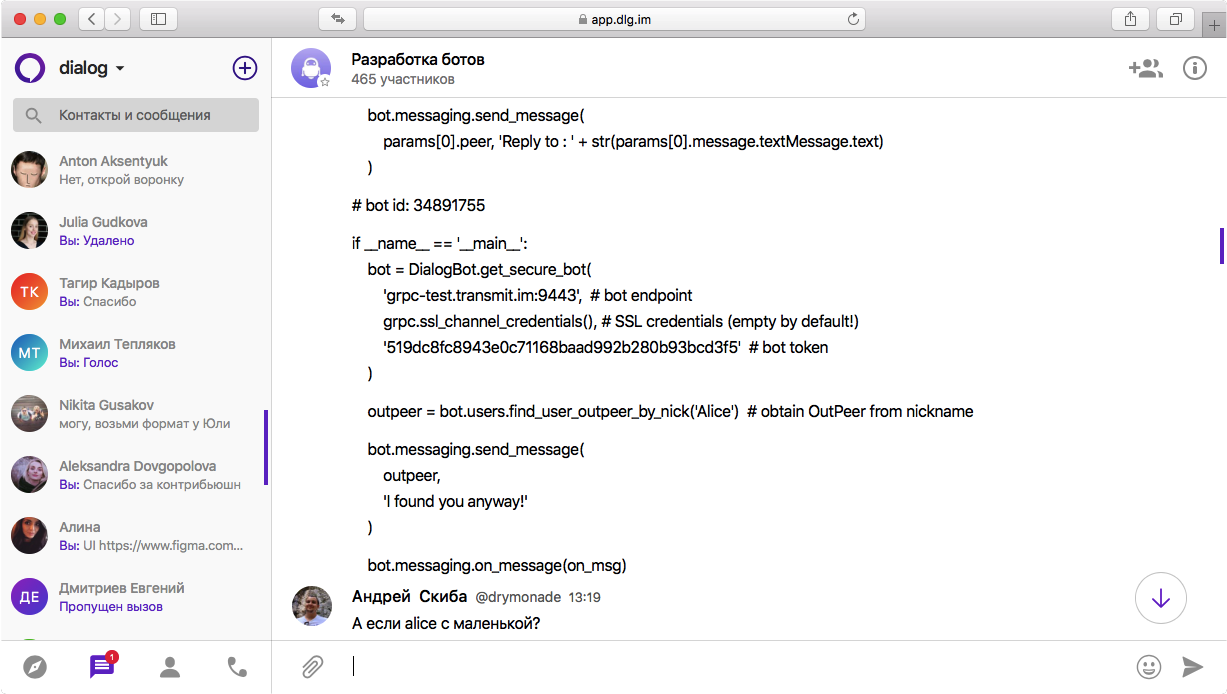 app.dlg.im
dialog
Контакты и сообщения
Anton Aksentyuk
Нет, открой воронку
Julia Gudkova
Вы: Удалено
ТК
Тагир Кадыров
Вы: Спасибо
МТ
Михаил Тепляков
Вы: Голос
Nikita Gusakov
могу, возьми формат у Юли
Aleksandra Dovgopolova
Вы: Спасибо за контрибьюшн
Алина
Вы: UI https://www.figma.com...
ДЕ
Дмитриев Евгений
Пропущен вызов
1
Разработка ботов
465 участников
bot.messaging.send_message(
params[0].peer, 'Reply to : ' + str(params[0].message.textMessage.text)
)
# bot id: 34891755
if __name__ == '__main__':
bot = DialogBot.get_secure_bot(
'grpc-test.transmit.im:9443', # bot endpoint
grpc.ssl_channel_credentials(), # SSL credentials (empty by default!)
'519dc8fc8943e0c71168baad992b280b93bcd3f5' # bot token
)
outpeer = bot.users.find_user_outpeer_by_nick('Alice') # obtain OutPeer from nickname
bot.messaging.send_message(
outpeer,
'I found you anyway!'
)
bot.messaging.on_message(on_msg)
Андрей Скиба @drymonade 13:19
А если alice с маленькой?